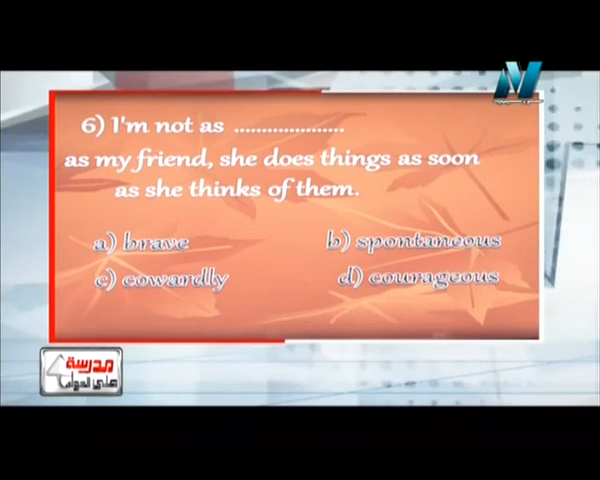 6) I'm not as ....................
as my friend, she does things as soon
as she thinks of them.
a) brave b) spontaneous
c) cowardly d) courageous
مدرسة
على الهواء